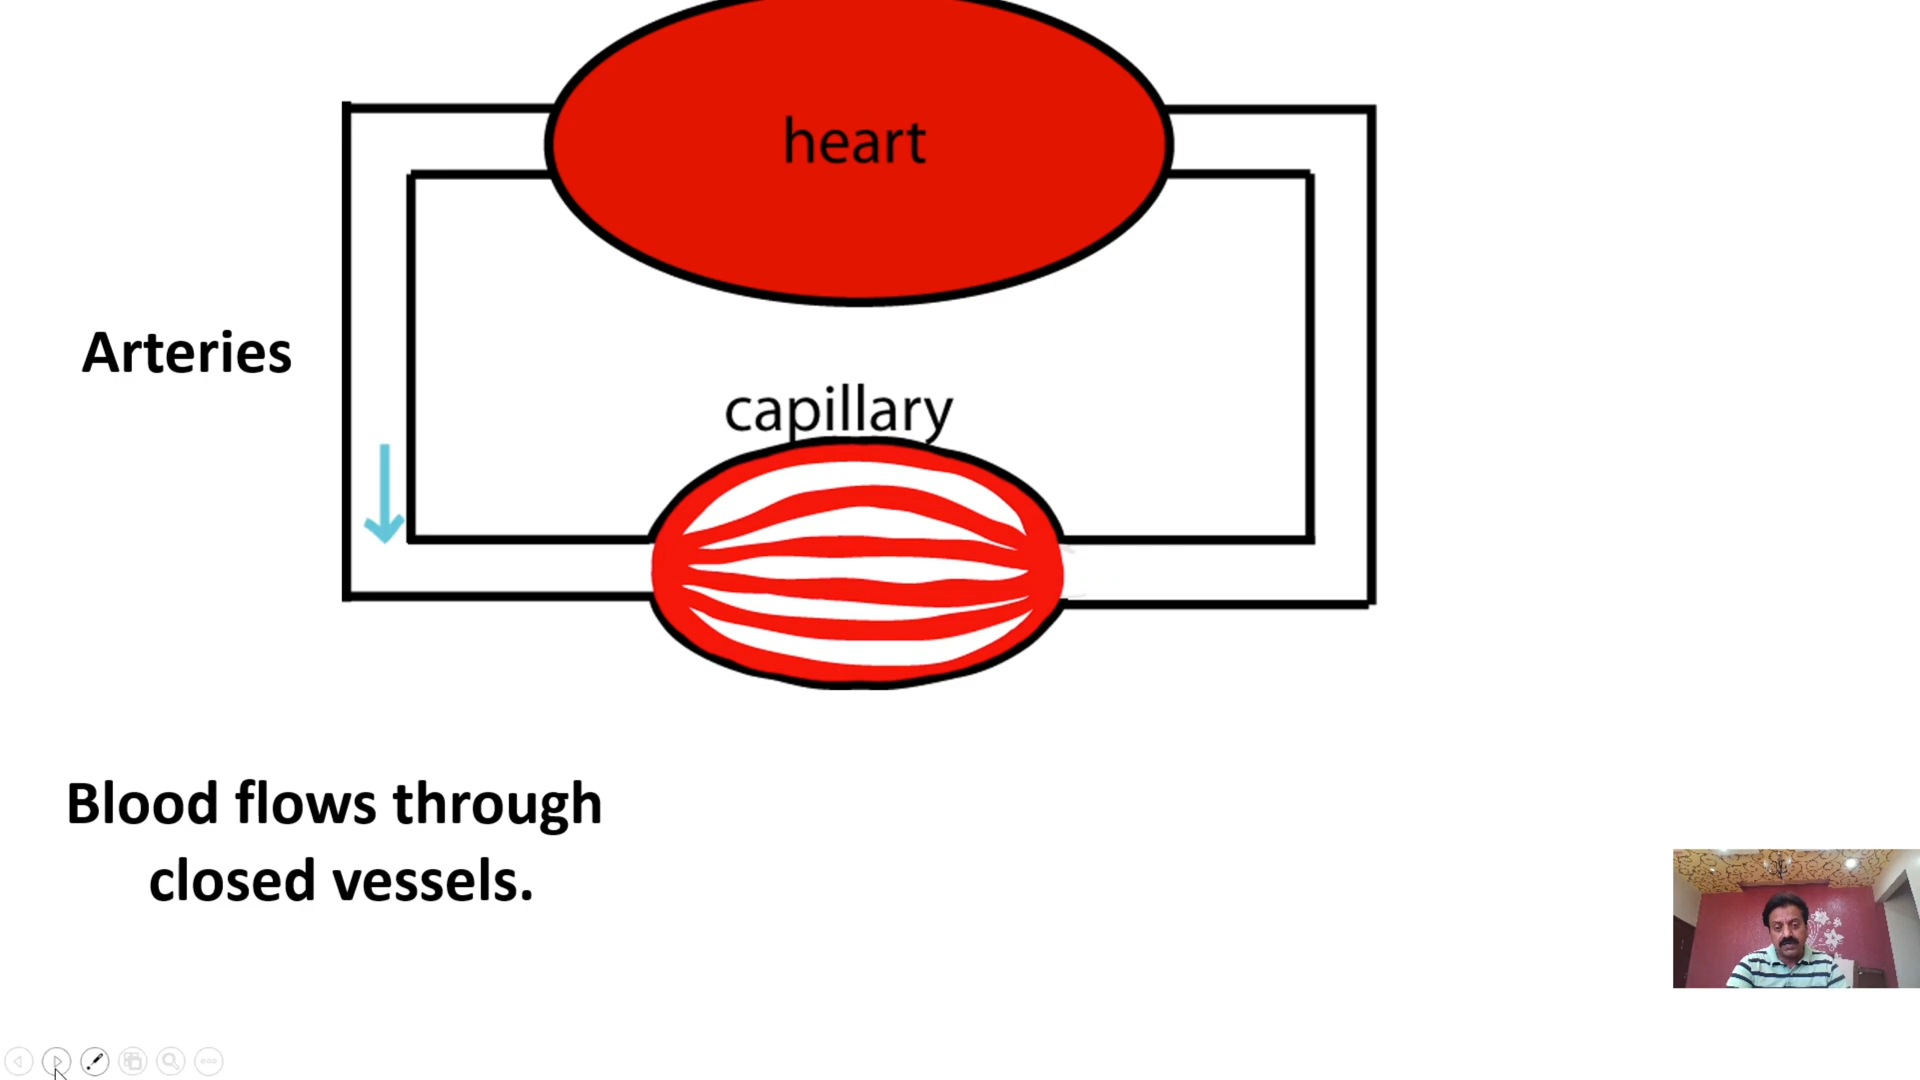 heart
Arteries
capillary
Blood flows through
closed vessels.